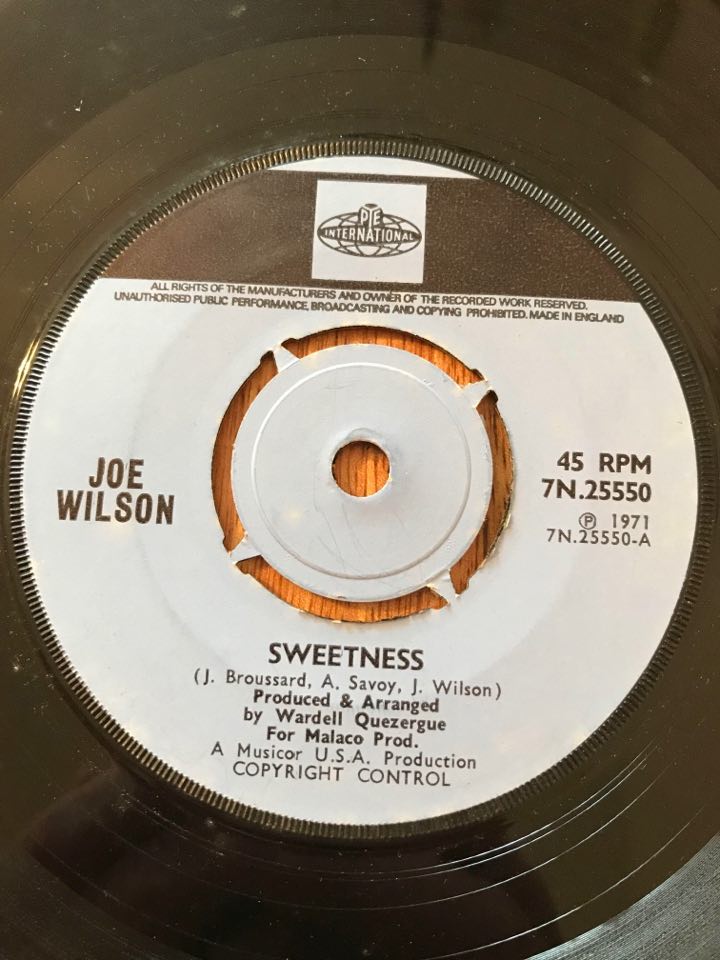 PYE
INTERNATIONAL
ALL RIGHTS OF THE MANUFACTURERS AND OWNER OF THE RECORDED WORK RESERVED.
UNAUTHORISED PUBLIC PERFORMANCE, BROADCASTING AND COPYING PROHIBITED. MADE IN ENGLAND
JOE
WILSON
45 RPM
7N.25550
Ⓟ 1971
7N.25550-A
SWEETNESS
(J. Broussard, A. Savoy, J. Wilson)
Produced & Arranged
by Wardell Quezergue
For Malaco Prod.
A Musicor U.S.A. Production
COPYRIGHT CONTROL